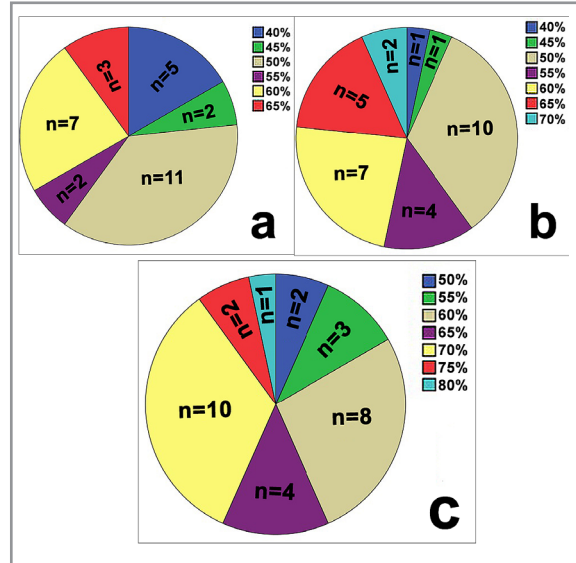 40%
45%
50%
55%
60%
65%
n=5
n=2
n=11
n=2
n=7
n=3
a
40%
45%
50%
55%
60%
65%
70%
n=1
n=1
n=10
n=4
n=7
n=5
n=2
b
50%
55%
60%
65%
70%
75%
80%
n=2
n=3
n=8
n=4
n=10
n=2
n=1
c